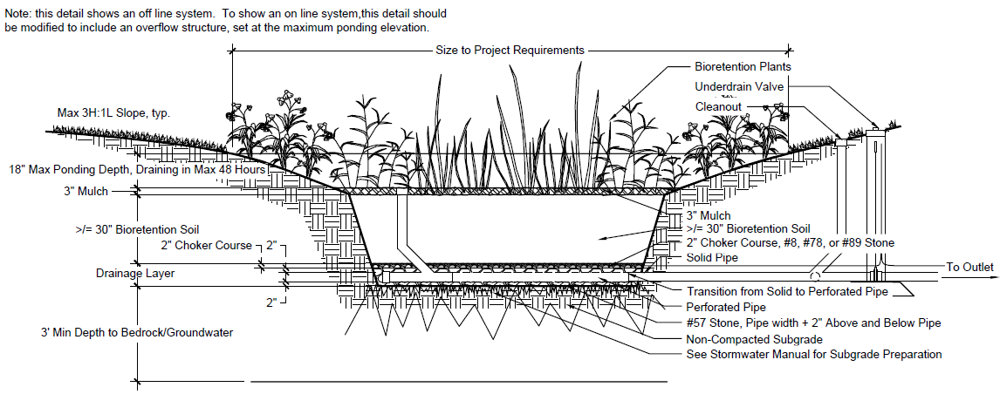 Note: this detail shows an off line system.  To show an on line system,this detail should
be modified to include an overflow structure, set at the maximum ponding elevation.
Size to Project Requirements
Bioretention Plants
Underdrain Valve
Cleanout
Max 3H:1L Slope, typ.
18" Max Ponding Depth, Draining in Max 48 Hours
3" Mulch
>/= 30" Bioretention Soil
2" Choker Course
2"
Drainage Layer
2"
3' Min Depth to Bedrock/Groundwater
3" Mulch
>/= 30" Bioretention Soil
2" Choker Course, #8, #78, or #89 Stone
Solid Pipe
To Outlet
Transition from Solid to Perforated Pipe
Perforated Pipe
#57 Stone, Pipe width + 2" Above and Below Pipe
Non-Compacted Subgrade
See Stormwater Manual for Subgrade Preparation